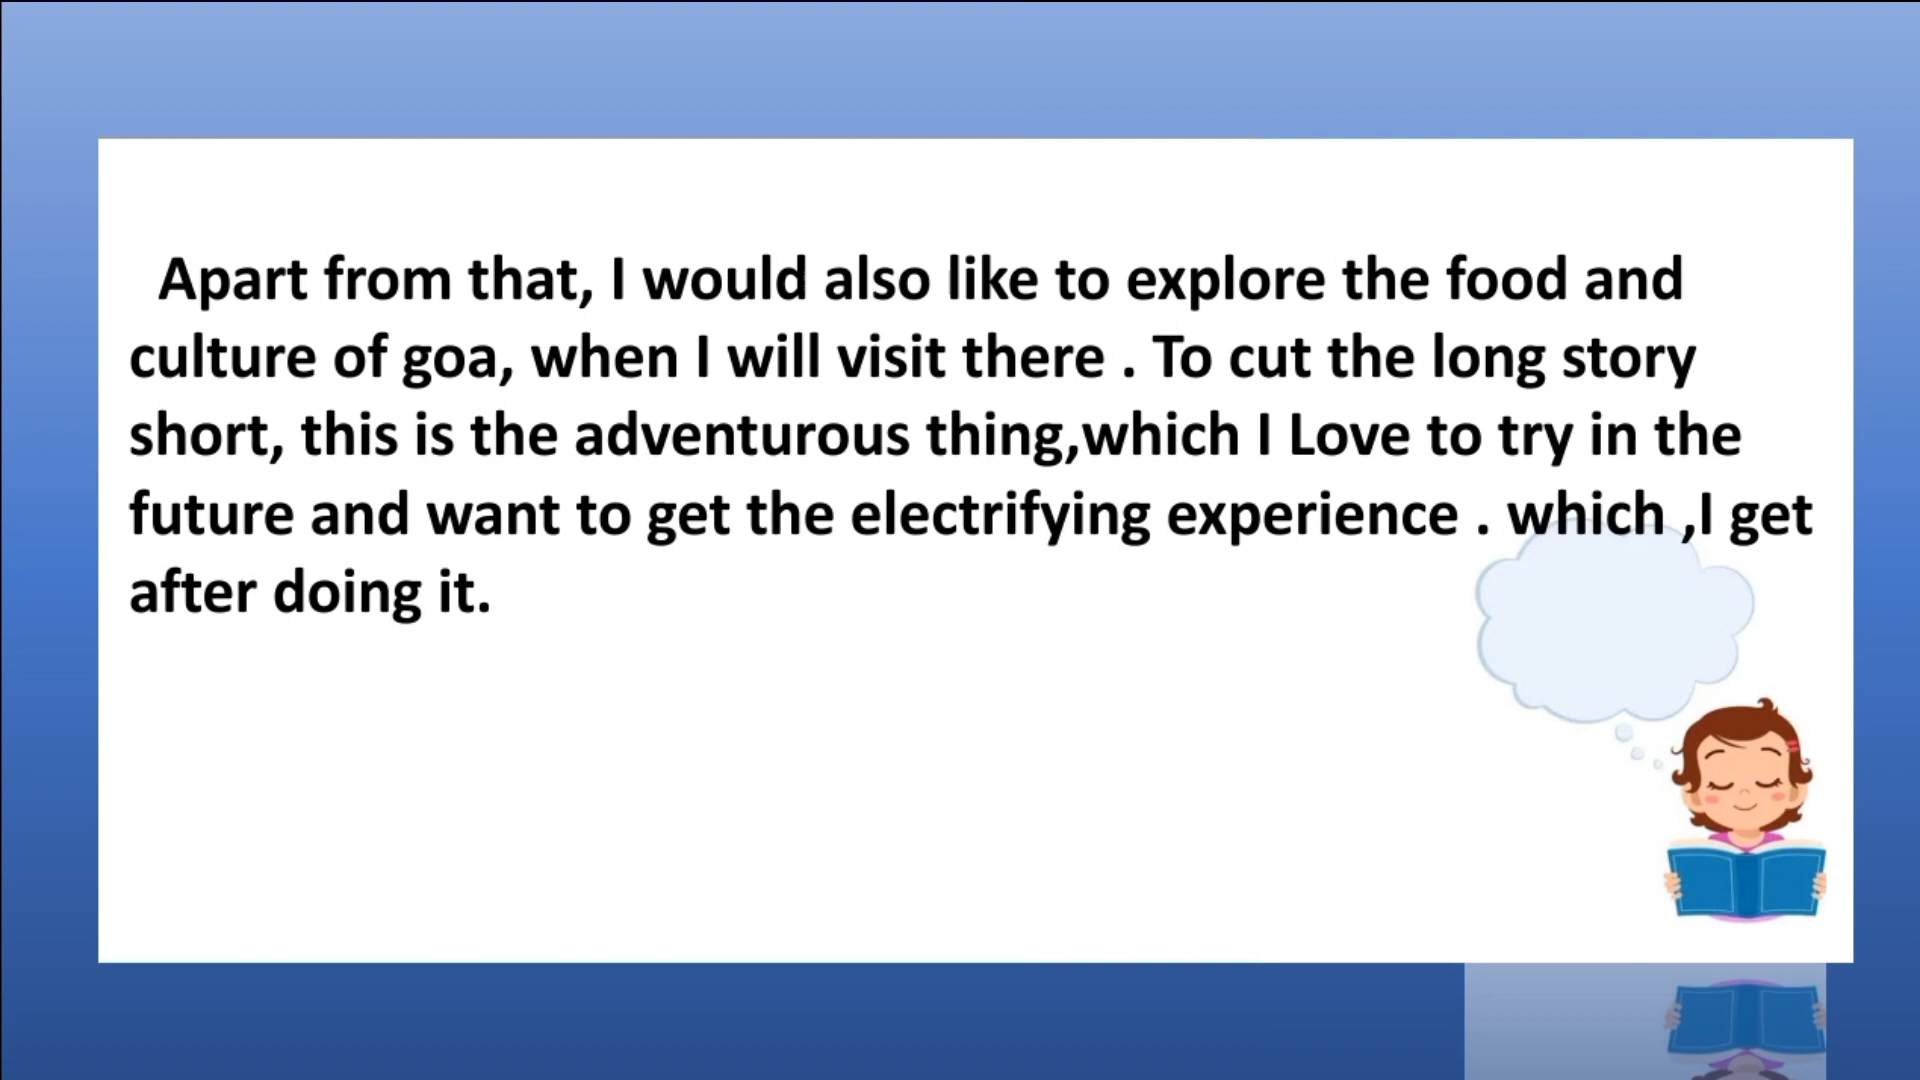 Apart from that, I would also like to explore the food and
culture of goa, when I will visit there . To cut the long story
short, this is the adventurous thing,which I Love to try in the
future and want to get the electrifying experience . which ,I get
after doing it.